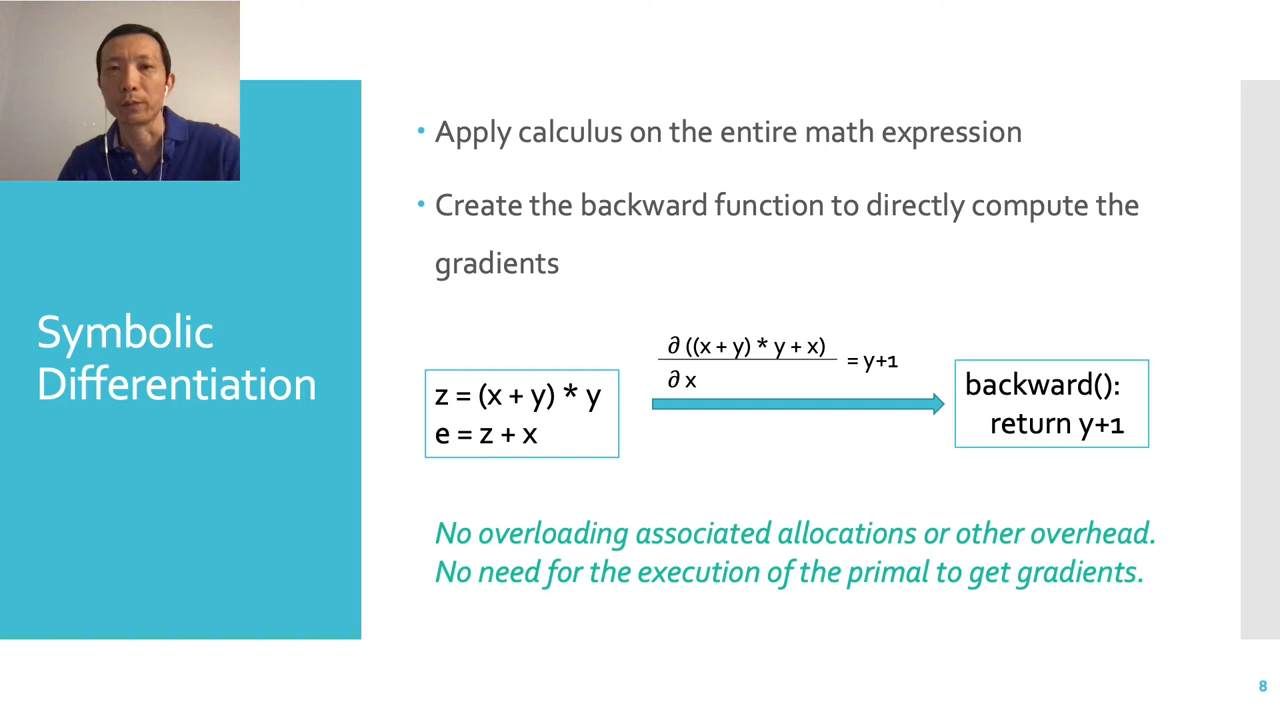 Symbolic
Differentiation
• Apply calculus on the entire math expression
• Create the backward function to directly compute the
gradients
z = (x + y) * y
e = z + x
∂ ((x + y) * y + x)
∂ x
= y+1
backward():
return y+1
No overloading associated allocations or other overhead.
No need for the execution of the primal to get gradients.
8